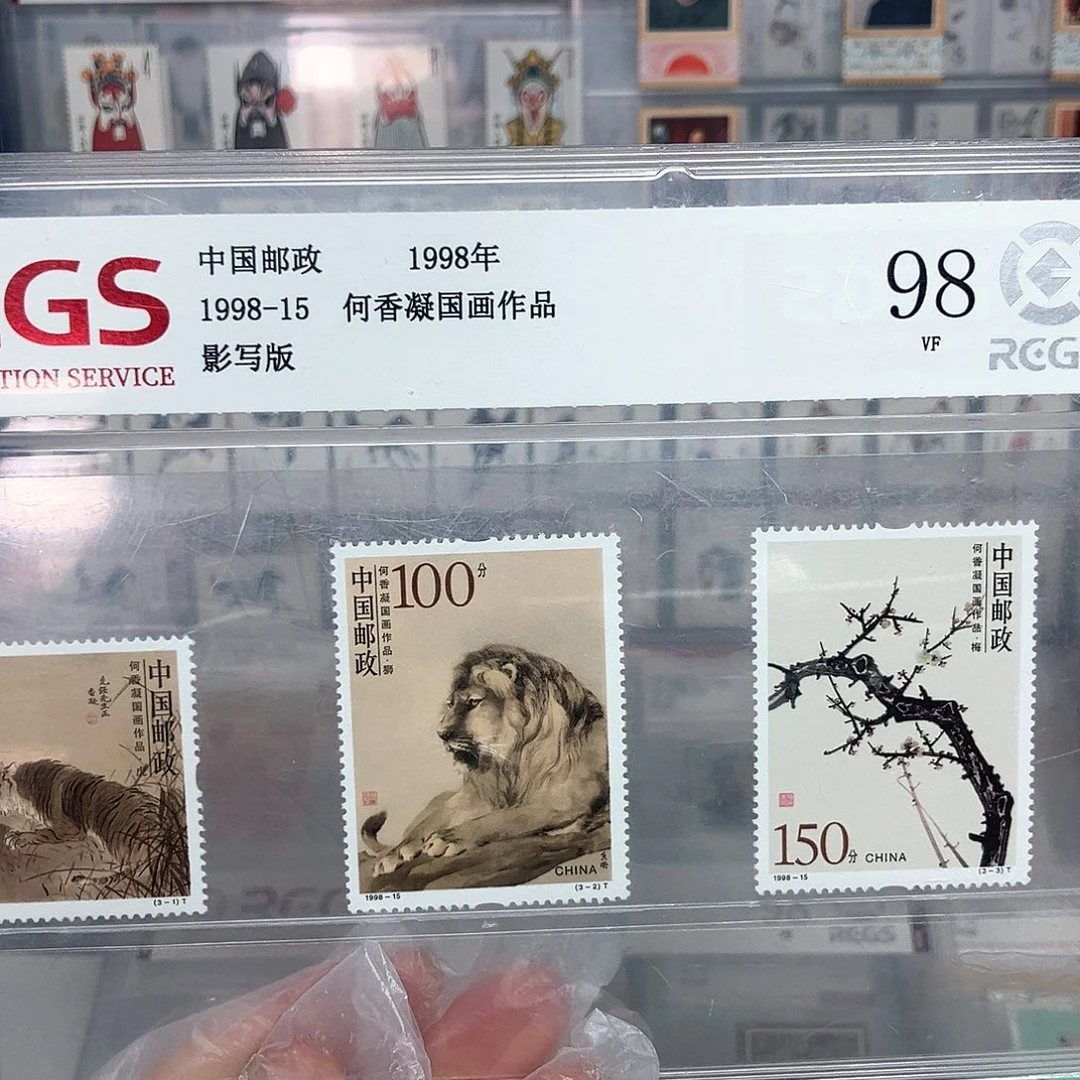 GS
TION SERVICE
中国邮政 1998年
1998-15 何香凝国画作品
影写版
98
VF
RCG
中国邮政
何香凝国画作品·虎
(3-1)T
100分
中国邮政
何香凝国画作品·狮
CHINA
1998-15
(3-2)T
中国邮政
何香凝国画作品·梅
150分 CHINA
1998-15
(3-3)T
RCGS